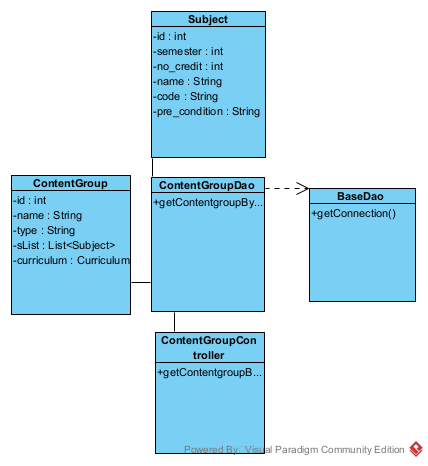 Subject
-id : int
-semester : int
-no_credit : int
-name : String
-code : String
-pre_condition : String
ContentGroup
-id : int
-name : String
-type : String
-sList : List<Subject>
-curriculum : Curriculum
ContentGroupDao
+getContentgroupBy...
BaseDao
+getConnection()
ContentGroupCon
troller
+getContentgroupB...
Powered By Visual Paradigm Community Edition